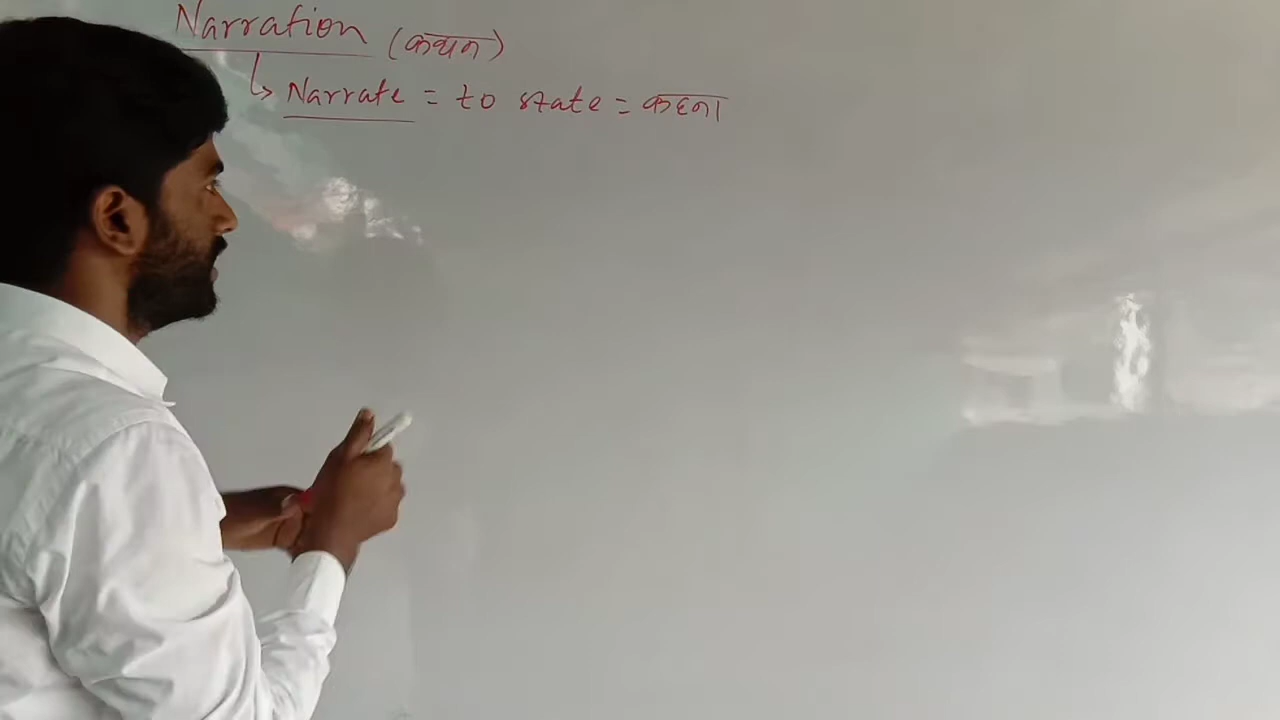 Narration (कथन)
↳ Narrate = to state = कहना